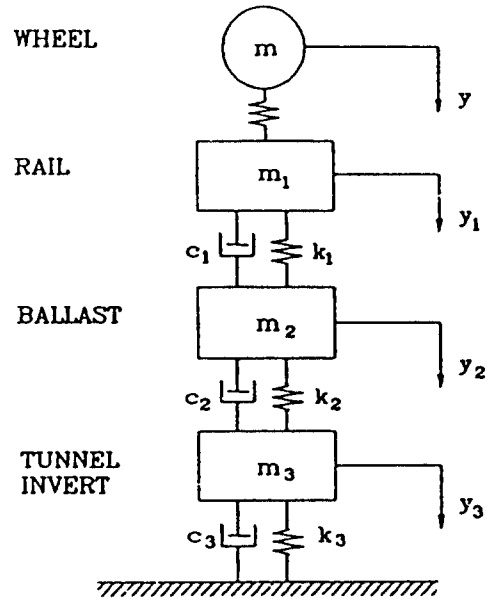 WHEEL
m
y
RAIL
m₁
y₁
c₁
k₁
BALLAST
m₂
y₂
c₂
k₂
TUNNEL
INVERT
m₃
y₃
c₃
k₃